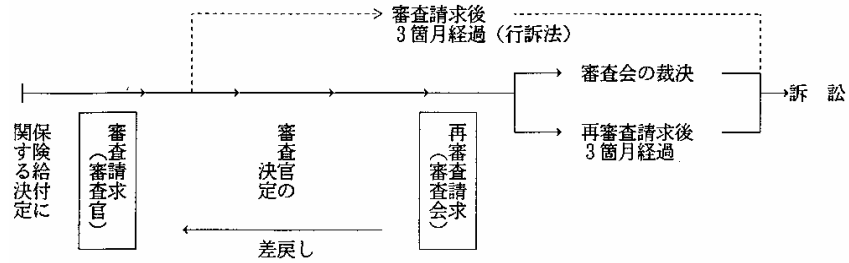 審査請求後
3箇月経過(行訴法)
審査会の裁決
訴 訟
再審査請求後
3箇月経過
保険給付に
関する決定
審査請求
(審査官)
審査官の
決定
再審査請求
(審査会)
差戻し